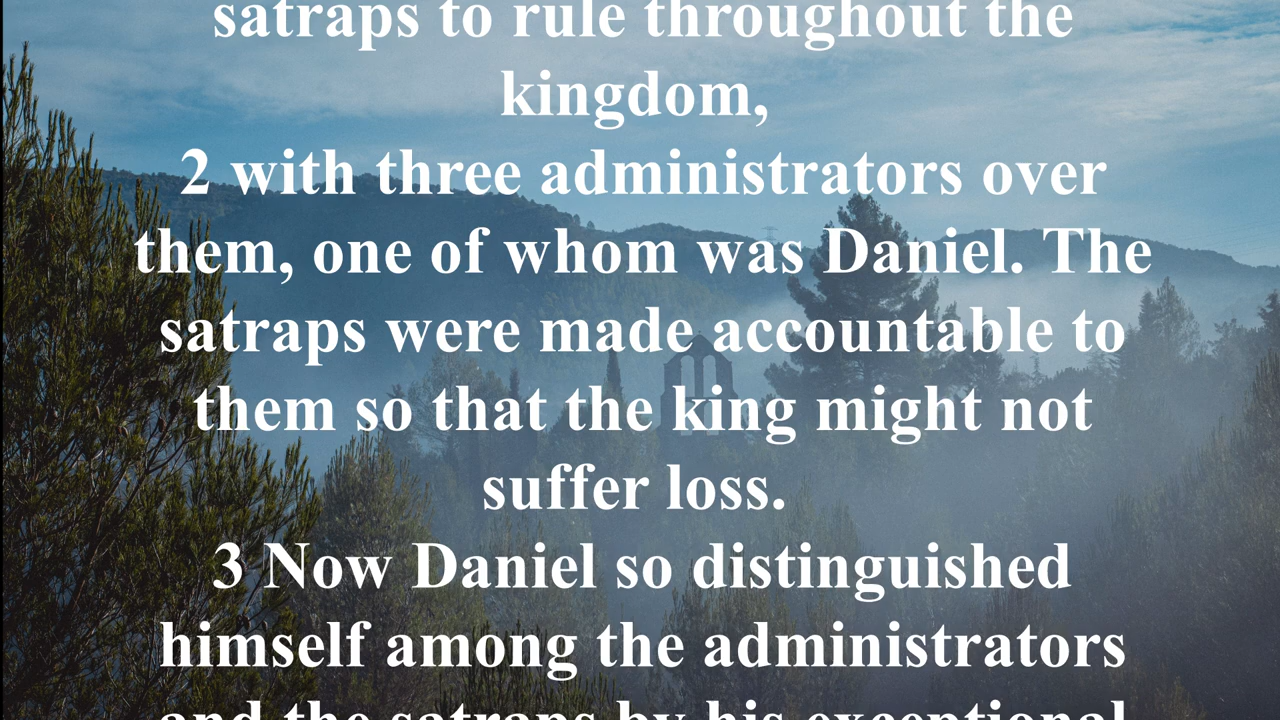 satraps to rule throughout the
kingdom,
2 with three administrators over
them, one of whom was Daniel. The
satraps were made accountable to
them so that the king might not
suffer loss.
3 Now Daniel so distinguished
himself among the administrators
and the satraps by his exceptional